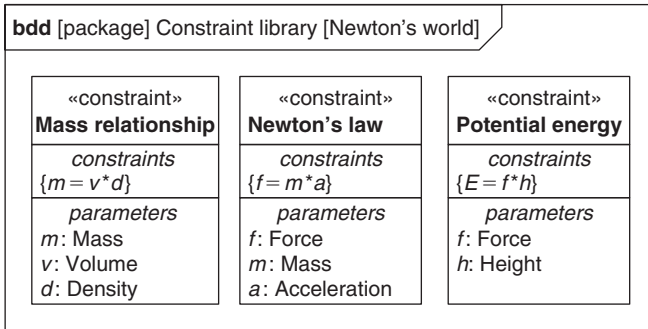 bdd [package] Constraint library [Newton's world]
«constraint»
Mass relationship
constraints
{m = v*d}
parameters
m: Mass
v: Volume
d: Density
«constraint»
Newton's law
constraints
{f = m*a}
parameters
f: Force
m: Mass
a: Acceleration
«constraint»
Potential energy
constraints
{E = f*h}
parameters
f: Force
h: Height